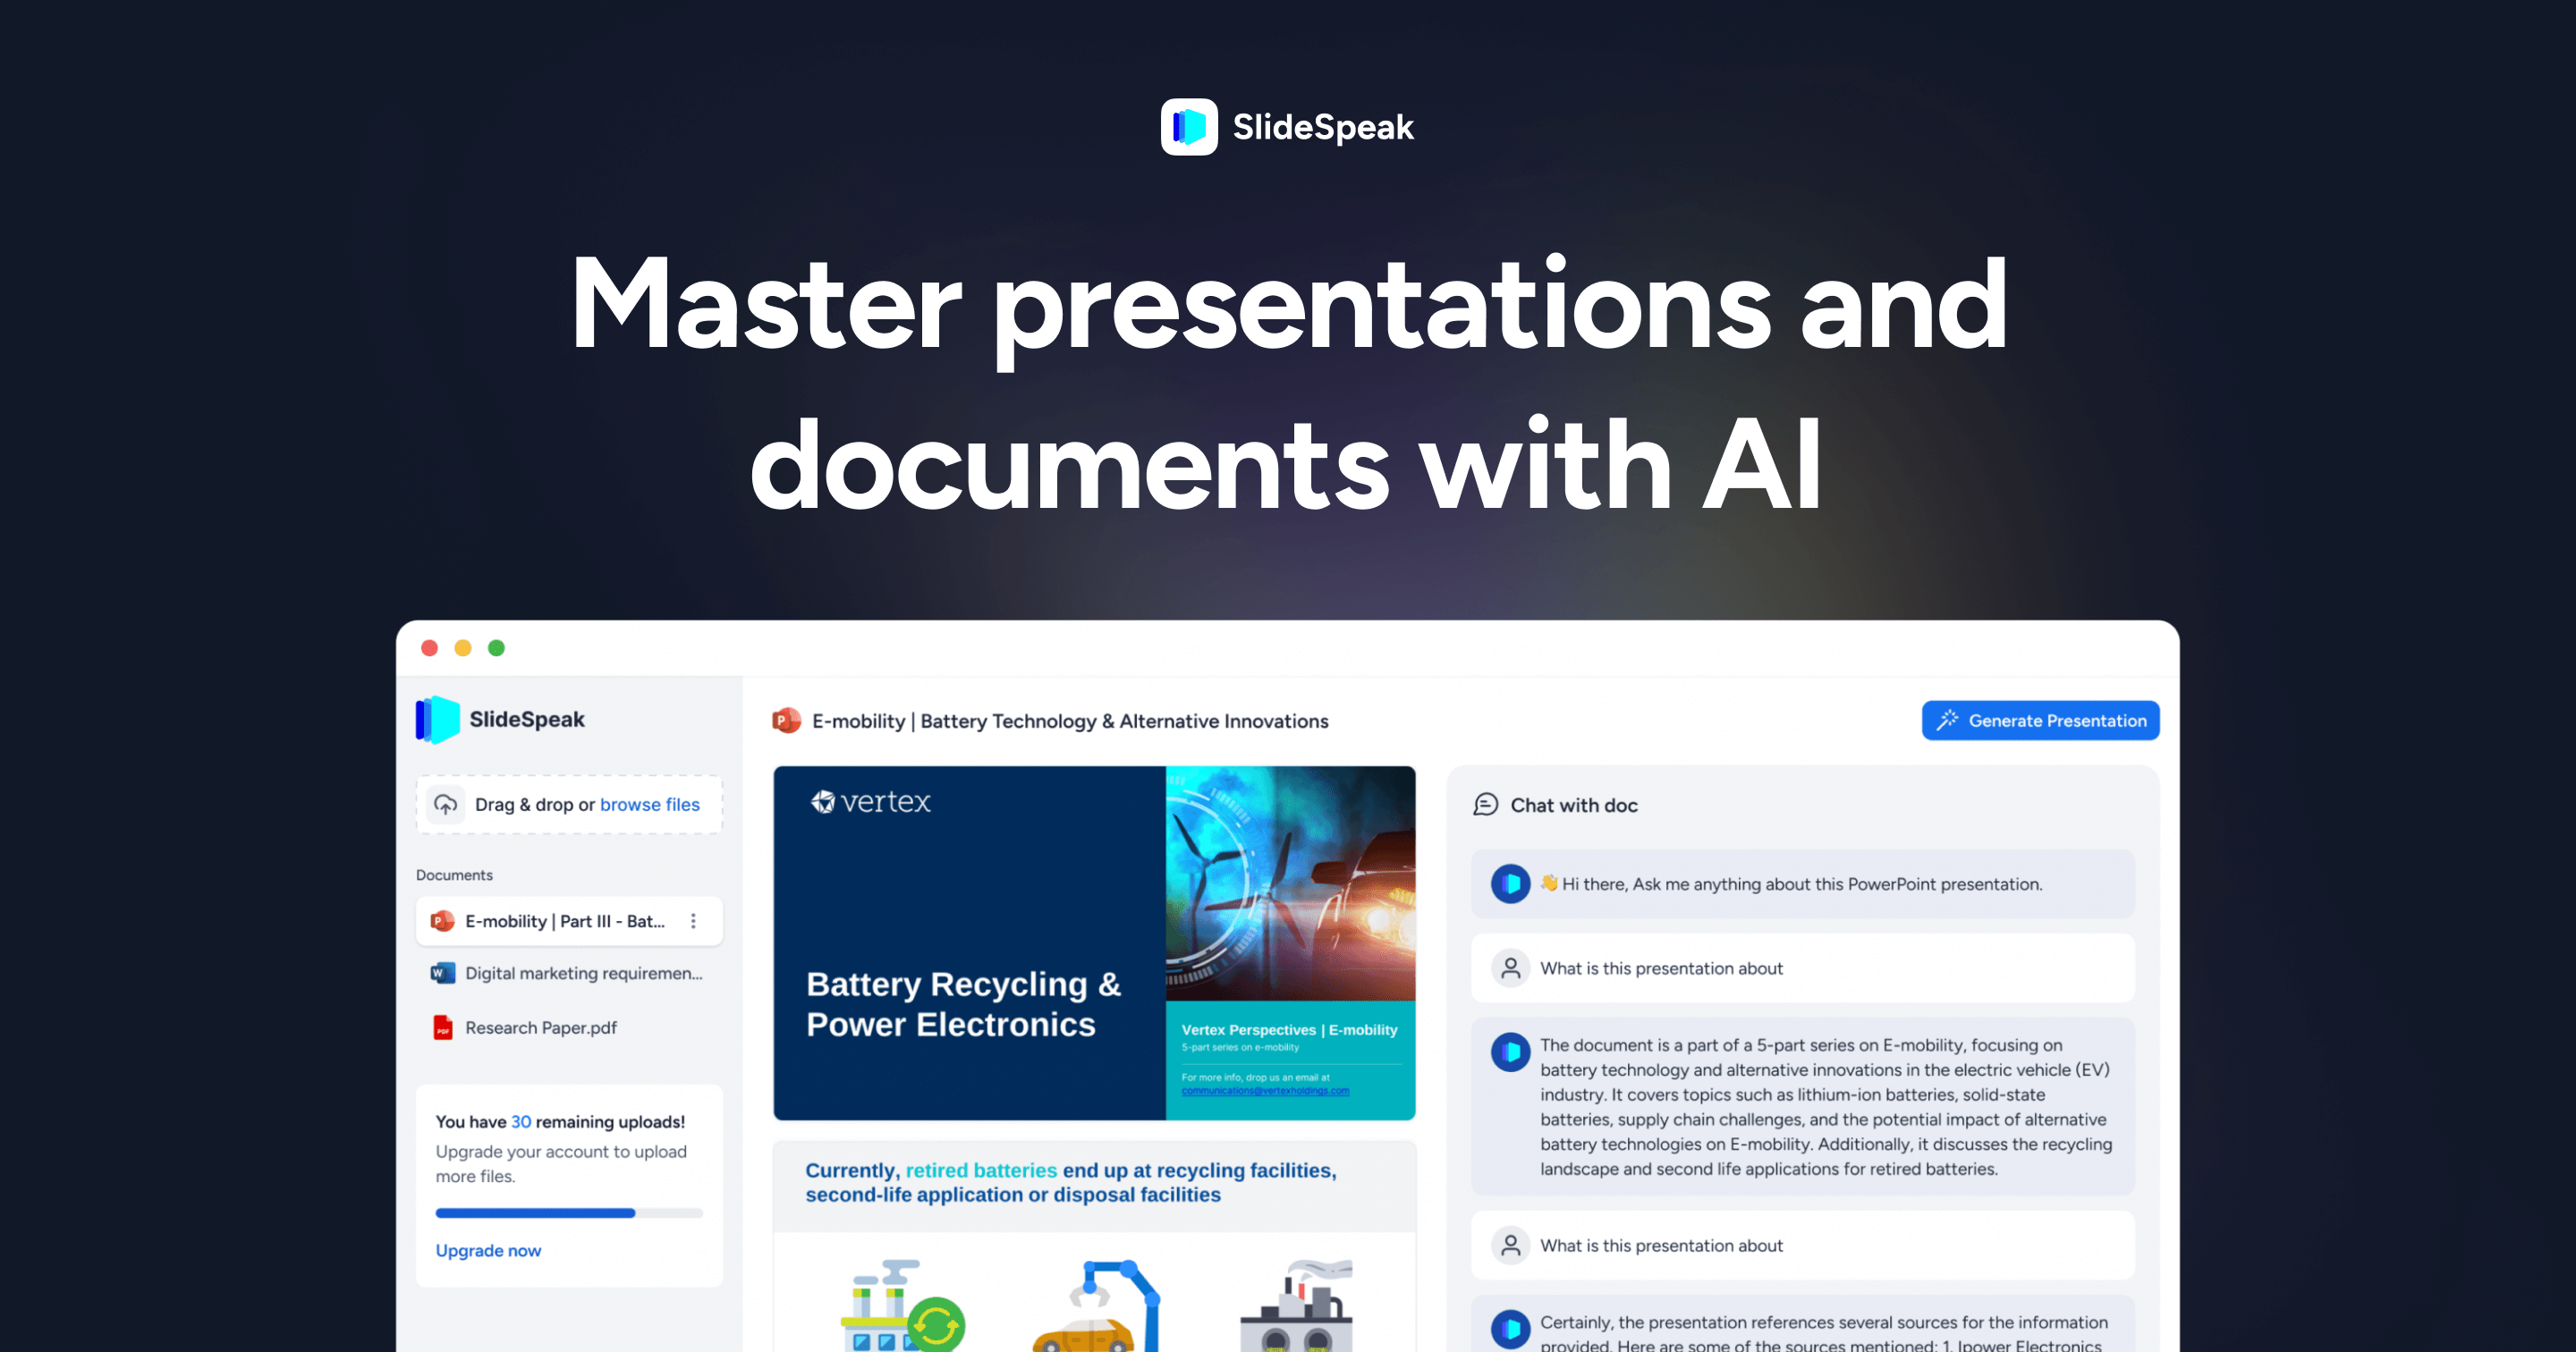 SlideSpeak
Master presentations and
documents with AI
SlideSpeak
Drag & drop or browse files
Documents
E-mobility | Part III - Bat...
Digital marketing requiremen...
PDF
Research Paper.pdf
You have 30 remaining uploads!
Upgrade your account to upload
more files.
Upgrade now
E-mobility | Battery Technology & Alternative Innovations
Generate Presentation
vertex
Battery Recycling &
Power Electronics
Vertex Perspectives | E-mobility
5-part series on e-mobility
For more info, drop us an email at
communications@vertexholdings.com
Currently, retired batteries end up at recycling facilities,
second-life application or disposal facilities
Chat with doc
👋 Hi there, Ask me anything about this PowerPoint presentation.
What is this presentation about
The document is a part of a 5-part series on E-mobility, focusing on
battery technology and alternative innovations in the electric vehicle (EV)
industry. It covers topics such as lithium-ion batteries, solid-state
batteries, supply chain challenges, and the potential impact of alternative
battery technologies on E-mobility. Additionally, it discusses the recycling
landscape and second life applications for retired batteries.
What is this presentation about
Certainly, the presentation references several sources for the information
provided. Here are some of the sources mentioned: 1. Ipower Electronics